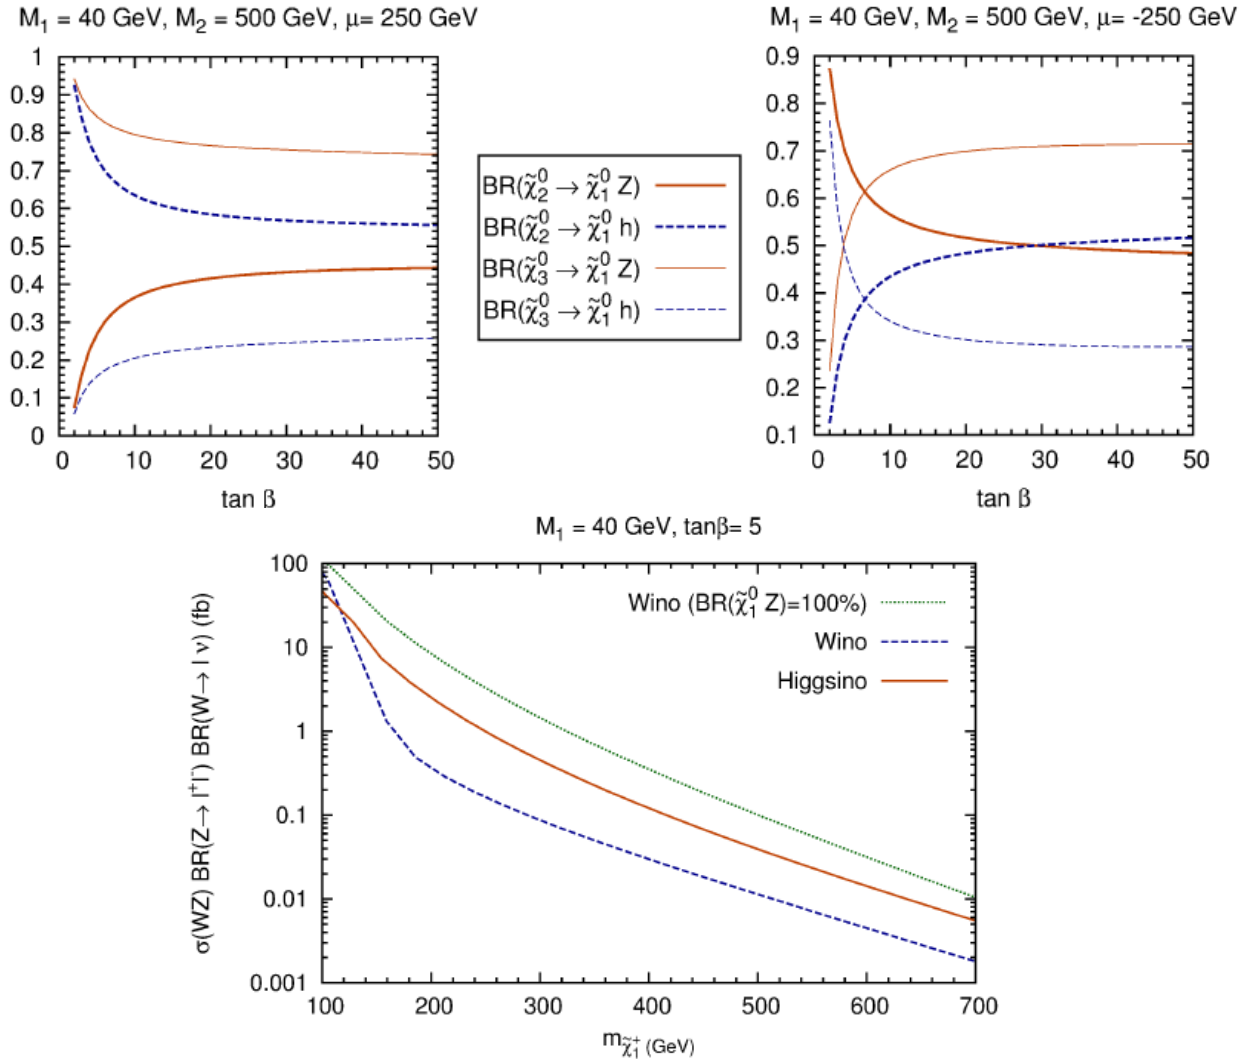 M₁ = 40 GeV, M₂ = 500 GeV, μ= 250 GeV
1
0.9
0.8
0.7
0.6
0.5
0.4
0.3
0.2
0.1
0
0 10 20 30 40 50
tan β
BR(χ̃⁰₂ → χ̃⁰₁ Z)
BR(χ̃⁰₂ → χ̃⁰₁ h)
BR(χ̃⁰₃ → χ̃⁰₁ Z)
BR(χ̃⁰₃ → χ̃⁰₁ h)
M₁ = 40 GeV, M₂ = 500 GeV, μ= -250 GeV
0.9
0.8
0.7
0.6
0.5
0.4
0.3
0.2
0.1
0 10 20 30 40 50
tan β
M₁ = 40 GeV, tanβ= 5
σ(WZ) BR(Z→ l⁺l⁻) BR(W→ l ν) (fb)
100
10
1
0.1
0.01
0.001
Wino (BR(χ̃⁰₁ Z)=100%)
Wino
Higgsino
100 200 300 400 500 600 700
m_χ̃₁⁺ (GeV)